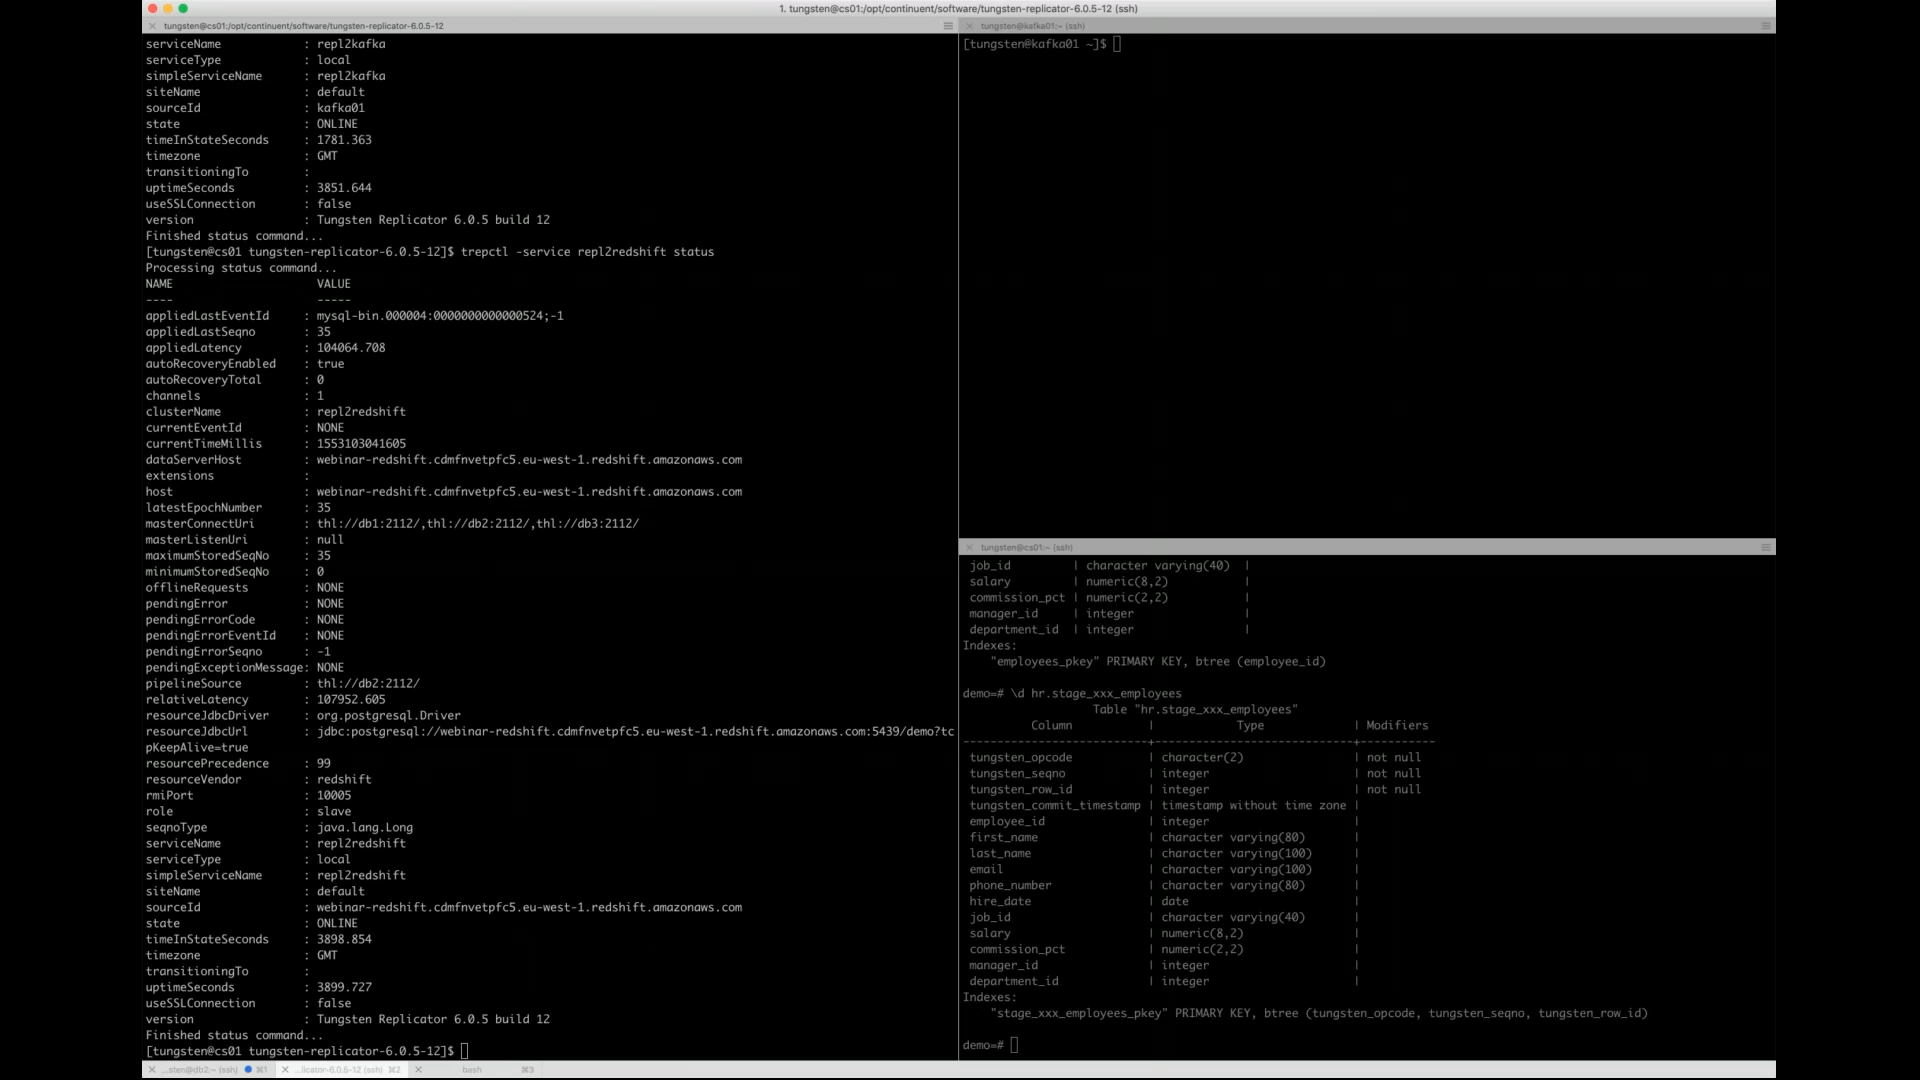 1. tungsten@cs01:/opt/continuent/software/tungsten-replicator-6.0.5-12 (ssh)
tungsten@cs01:/opt/continuent/software/tungsten-replicator-6.0.5-12
serviceName : repl2kafka
serviceType : local
simpleServiceName : repl2kafka
siteName : default
sourceId : kafka01
state : ONLINE
timeInStateSeconds : 1781.363
timezone : GMT
transitioningTo :
uptimeSeconds : 3851.644
useSSLConnection : false
version : Tungsten Replicator 6.0.5 build 12
Finished status command...
[tungsten@cs01 tungsten-replicator-6.0.5-12]$ trepctl -service repl2redshift status
Processing status command...
NAME VALUE
---- -----
appliedLastEventId : mysql-bin.000004:0000000000000524;-1
appliedLastSeqno : 35
appliedLatency : 104064.708
autoRecoveryEnabled : true
autoRecoveryTotal : 0
channels : 1
clusterName : repl2redshift
currentEventId : NONE
currentTimeMillis : 1553103041605
dataServerHost : webinar-redshift.cdmfnvetpfc5.eu-west-1.redshift.amazonaws.com
extensions :
host : webinar-redshift.cdmfnvetpfc5.eu-west-1.redshift.amazonaws.com
latestEpochNumber : 35
masterConnectUri : thl://db1:2112/,thl://db2:2112/,thl://db3:2112/
masterListenUri : null
maximumStoredSeqNo : 35
minimumStoredSeqNo : 0
offlineRequests : NONE
pendingError : NONE
pendingErrorCode : NONE
pendingErrorEventId : NONE
pendingErrorSeqno : -1
pendingExceptionMessage: NONE
pipelineSource : thl://db2:2112/
relativeLatency : 107952.605
resourceJdbcDriver : org.postgresql.Driver
resourceJdbcUrl : jdbc:postgresql://webinar-redshift.cdmfnvetpfc5.eu-west-1.redshift.amazonaws.com:5439/demo?tc
pKeepAlive=true
resourcePrecedence : 99
resourceVendor : redshift
rmiPort : 10005
role : slave
seqnoType : java.lang.Long
serviceName : repl2redshift
serviceType : local
simpleServiceName : repl2redshift
siteName : default
sourceId : webinar-redshift.cdmfnvetpfc5.eu-west-1.redshift.amazonaws.com
state : ONLINE
timeInStateSeconds : 3898.854
timezone : GMT
transitioningTo :
uptimeSeconds : 3899.727
useSSLConnection : false
version : Tungsten Replicator 6.0.5 build 12
Finished status command...
[tungsten@cs01 tungsten-replicator-6.0.5-12]$
tungsten@kafka01:~ (ssh)
[tungsten@kafka01 ~]$
tungsten@cs01:~ (ssh)
job_id | character varying(40) |
salary | numeric(8,2) |
commission_pct | numeric(2,2) |
manager_id | integer |
department_id | integer |
Indexes:
"employees_pkey" PRIMARY KEY, btree (employee_id)
demo=# \d hr.stage_xxx_employees
Table "hr.stage_xxx_employees"
Column | Type | Modifiers
---------------------------+-----------------------------+-----------
tungsten_opcode | character(2) | not null
tungsten_seqno | integer | not null
tungsten_row_id | integer | not null
tungsten_commit_timestamp | timestamp without time zone |
employee_id | integer |
first_name | character varying(80) |
last_name | character varying(100) |
email | character varying(100) |
phone_number | character varying(80) |
hire_date | date |
job_id | character varying(40) |
salary | numeric(8,2) |
commission_pct | numeric(2,2) |
manager_id | integer |
department_id | integer |
Indexes:
"stage_xxx_employees_pkey" PRIMARY KEY, btree (tungsten_opcode, tungsten_seqno, tungsten_row_id)
demo=#
...sten@db2:~ (ssh) ⌘1 ...licator-6.0.5-12 (ssh) ⌘2 bash ⌘3